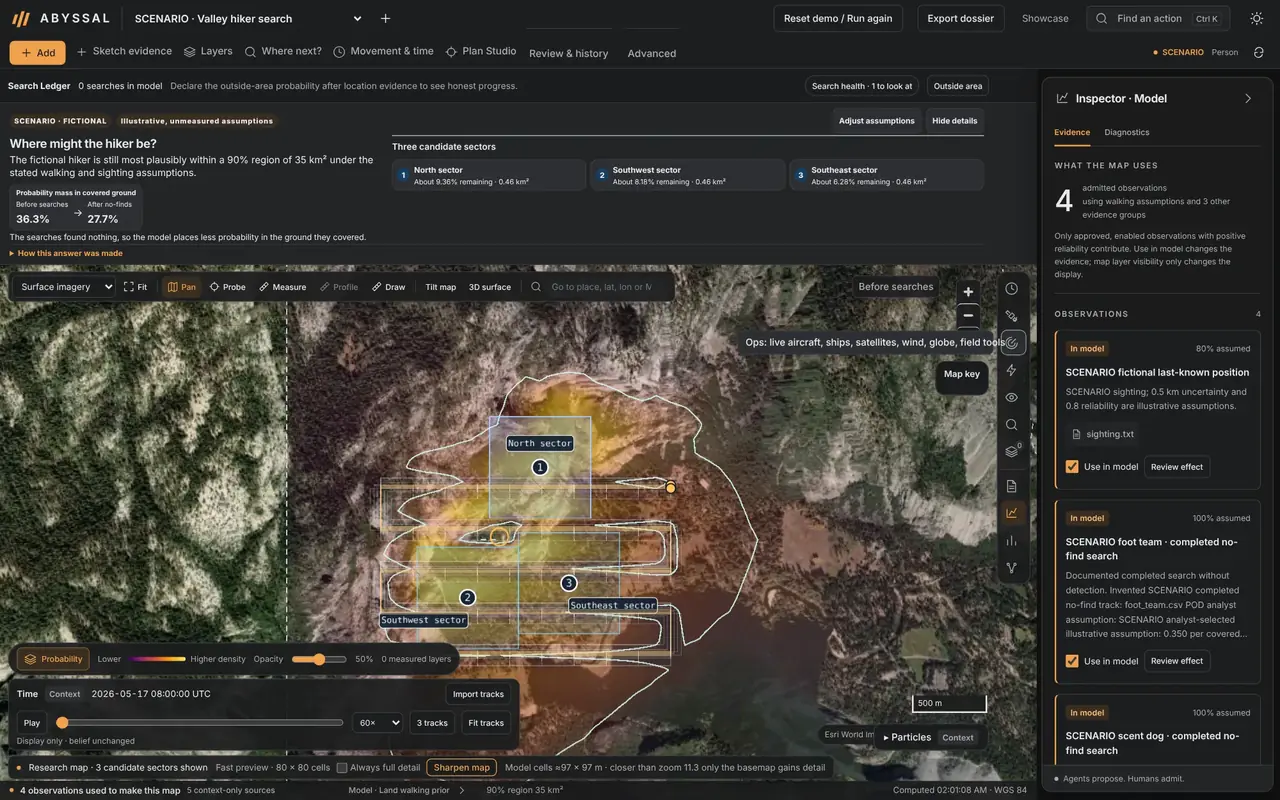 ABYSSAL
SCENARIO · Valley hiker search
Reset demo / Run again
Export dossier
Showcase
Find an action
Ctrl K
Add
Sketch evidence
Layers
Where next?
Movement & time
Plan Studio
Review & history
Advanced
SCENARIO
Person
Search Ledger 0 searches in model Declare the outside-area probability after location evidence to see honest progress.
Search health · 1 to look at
Outside area
SCENARIO · FICTIONAL
Illustrative, unmeasured assumptions
Adjust assumptions
Hide details
Where might the hiker be?
The fictional hiker is still most plausibly within a 90% region of 35 km² under the
stated walking and sighting assumptions.
Probability mass in covered ground
Before searches → After no-finds
36.3% 27.7%
The searches found nothing, so the model places less probability in the ground they covered.
How this answer was made
Three candidate sectors
1 North sector
About 9.36% remaining · 0.46 km²
2 Southwest sector
About 8.18% remaining · 0.46 km²
3 Southeast sector
About 6.28% remaining · 0.46 km²
Surface imagery
Fit
Pan
Probe
Measure
Profile
Draw
Tilt map
3D surface
Go to place, lat, lon or M
Before searches
+
−
Ops: live aircraft, ships, satellites, wind, globe, field tools
Map key
0
North sector
1
2
3
Southeast sector
Southwest sector
Probability
Lower
Higher density
Opacity
50%
0 measured layers
Time
Context
2026-05-17 08:00:00 UTC
Import tracks
Play
60×
3 tracks
Fit tracks
Display only · belief unchanged
500 m
Esri World Im
Particles
Context
Research map · 3 candidate sectors shown
Fast preview · 80 × 80 cells
Always full detail
Sharpen map
Model cells ≈97 × 97 m · closer than zoom 11.3 only the basemap gains detail
4 observations used to make this map
5 context-only sources
Model · Land walking prior
90% region 35 km²
Computed 02:01:08 AM · WGS 84
Inspector · Model
Evidence
Diagnostics
WHAT THE MAP USES
4
admitted observations
using walking assumptions and 3 other
evidence groups
Only approved, enabled observations with positive
reliability contribute. Use in model changes the
evidence; map layer visibility only changes the
display.
OBSERVATIONS
4
In model
80% assumed
SCENARIO fictional last-known position
SCENARIO sighting; 0.5 km uncertainty and
0.8 reliability are illustrative assumptions.
sighting.txt
Use in model
Review effect
In model
100% assumed
SCENARIO foot team · completed no-
find search
Documented completed search without
detection. Invented SCENARIO completed
no-find track: foot_team.csv POD analyst
assumption: SCENARIO analyst-selected
illustrative assumption: 0.350 per covered...
Use in model
Review effect
In model
100% assumed
SCENARIO scent dog · completed no-
find search
Agents propose. Humans admit.